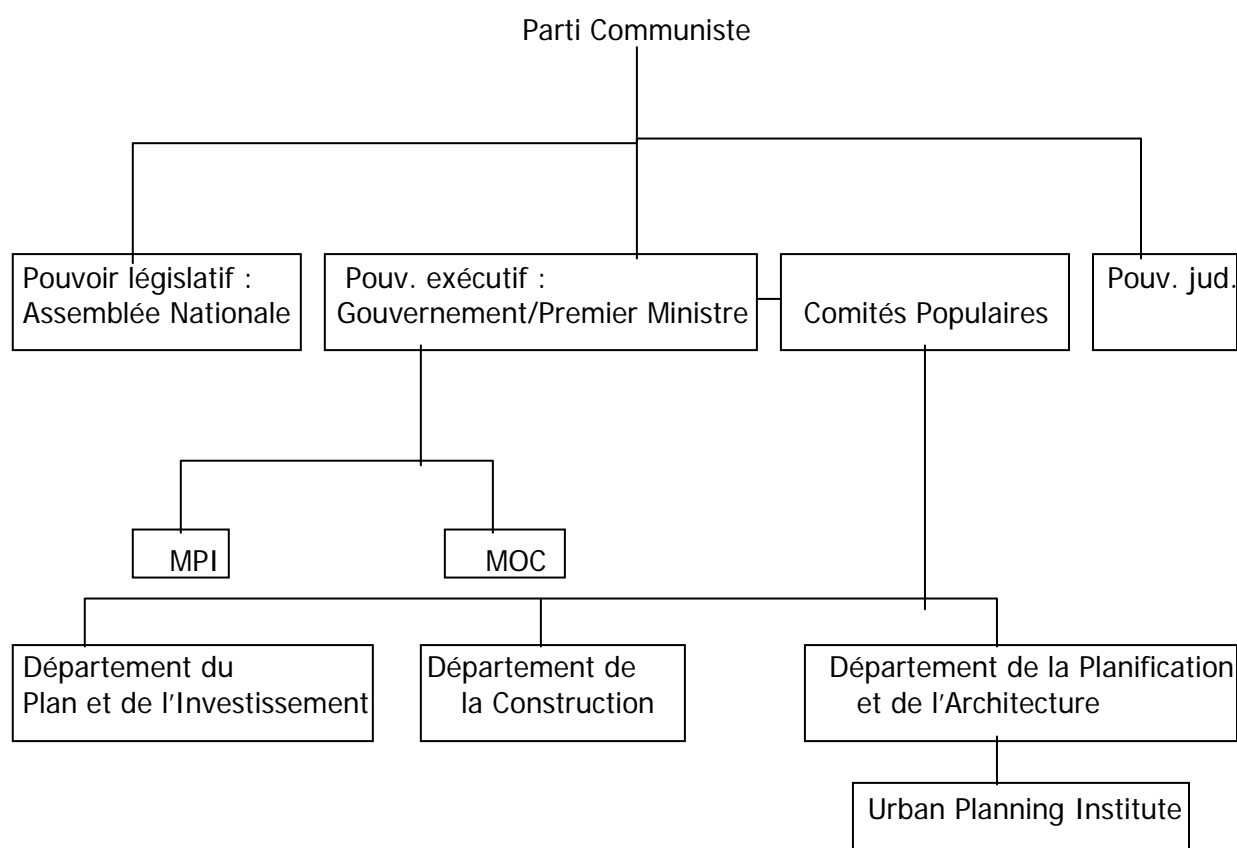 Parti Communiste
Pouvoir législatif :
Assemblée Nationale
Pouv. exécutif :
Gouvernement/Premier Ministre
Comités Populaires
Pouv. jud.
MPI
MOC
Département du
Plan et de l'Investissement
Département de
la Construction
Département de la Planification
et de l'Architecture
Urban Planning Institute